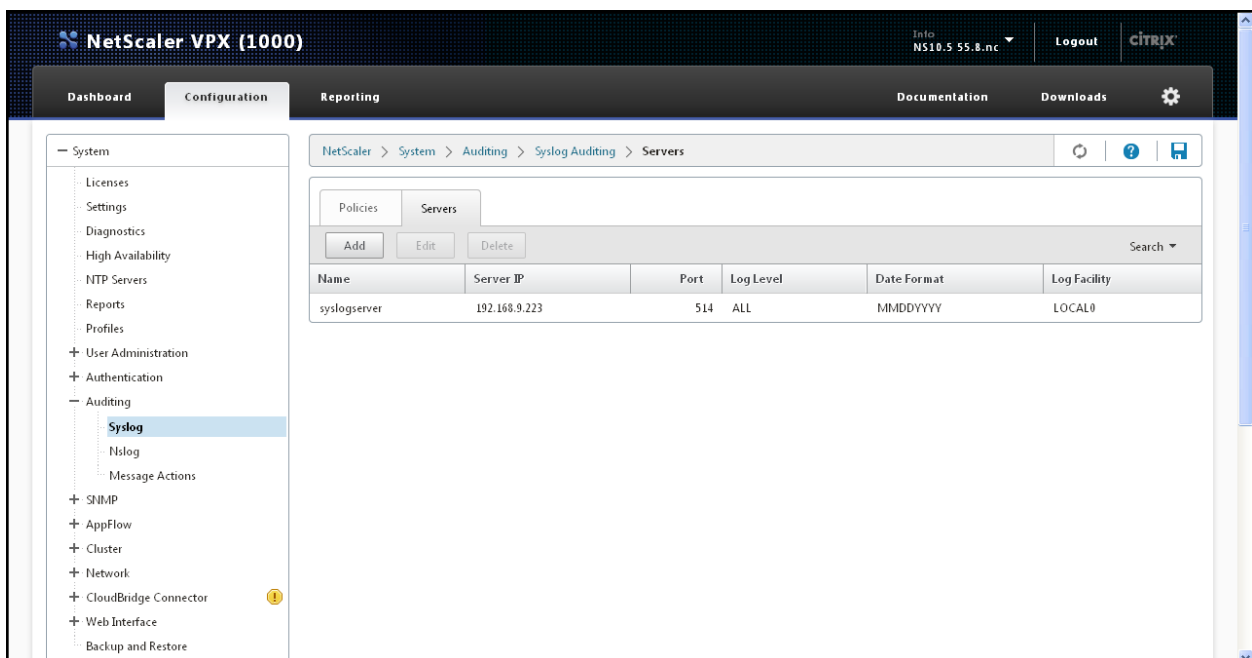 NetScaler VPX (1000)
Info
NS10.5 55.8.nc
Logout
CİTRIX
Dashboard
Configuration
Reporting
Documentation
Downloads
System
Licenses
Settings
Diagnostics
High Availability
NTP Servers
Reports
Profiles
User Administration
Authentication
Auditing
Syslog
Nslog
Message Actions
SNMP
AppFlow
Cluster
Network
CloudBridge Connector
Web Interface
Backup and Restore
NetScaler > System > Auditing > Syslog Auditing > Servers
Policies
Servers
Add
Edit
Delete
Search
Name Server IP Port Log Level Date Format Log Facility
syslogserver 192.168.9.223 514 ALL MMDDYYYY LOCAL0